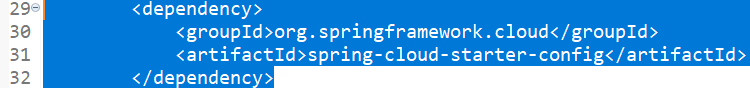 29 <dependency>
30 <groupId>org.springframework.cloud</groupId>
31 <artifactId>spring-cloud-starter-config</artifactId>
32 </dependency>